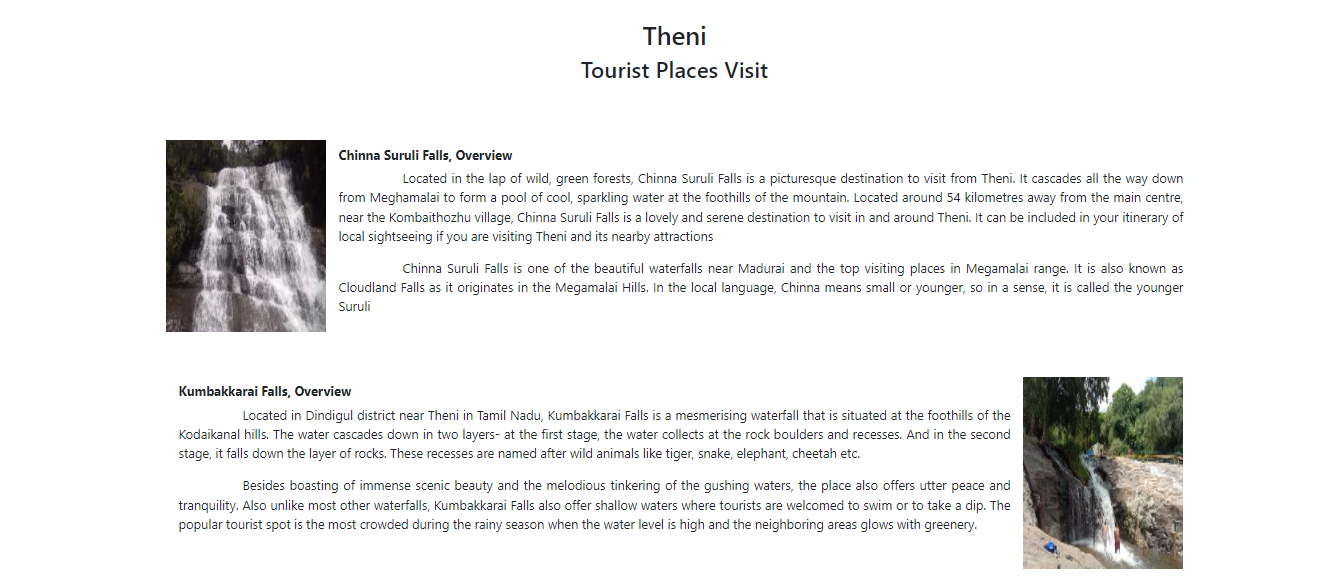 Theni
Tourist Places Visit
Chinna Suruli Falls, Overview
Located in the lap of wild, green forests, Chinna Suruli Falls is a picturesque destination to visit from Theni. It cascades all the way down
from Meghamalai to form a pool of cool, sparkling water at the foothills of the mountain. Located around 54 kilometres away from the main centre,
near the Kombaithozhu village, Chinna Suruli Falls is a lovely and serene destination to visit in and around Theni. It can be included in your itinerary of
local sightseeing if you are visiting Theni and its nearby attractions
Chinna Suruli Falls is one of the beautiful waterfalls near Madurai and the top visiting places in Megamalai range. It is also known as
Cloudland Falls as it originates in the Megamalai Hills. In the local language, Chinna means small or younger, so in a sense, it is called the younger
Suruli
Kumbakkarai Falls, Overview
Located in Dindigul district near Theni in Tamil Nadu, Kumbakkarai Falls is a mesmerising waterfall that is situated at the foothills of the
Kodaikanal hills. The water cascades down in two layers- at the first stage, the water collects at the rock boulders and recesses. And in the second
stage, it falls down the layer of rocks. These recesses are named after wild animals like tiger, snake, elephant, cheetah etc.
Besides boasting of immense scenic beauty and the melodious tinkering of the gushing waters, the place also offers utter peace and
tranquility. Also unlike most other waterfalls, Kumbakkarai Falls also offer shallow waters where tourists are welcomed to swim or to take a dip. The
popular tourist spot is the most crowded during the rainy season when the water level is high and the neighboring areas glows with greenery.